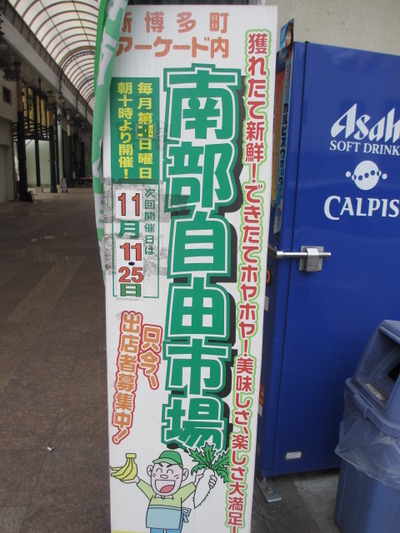 新博多町
アーケード内
獲れたて新鮮!できたてホヤホヤ!美味しさ、楽しさ大満足!
南部自由市場
毎月第 日曜日
朝十時より開催!
次回開催日は
11月11・25日
只今、
出店者募集中!
Asahi
SOFT DRINK
CALPIS